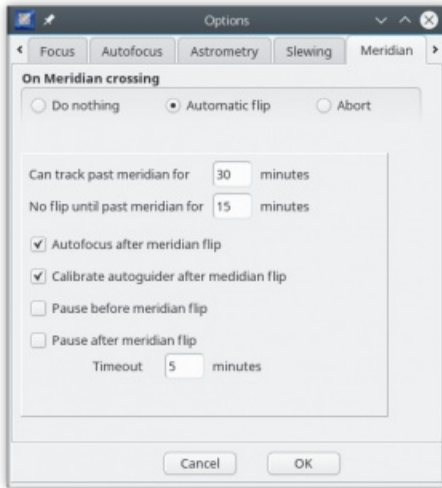 Options
Focus Autofocus Astrometry Slewing Meridian
On Meridian crossing
Do nothing Automatic flip Abort
Can track past meridian for 30 minutes
No flip until past meridian for 15 minutes
Autofocus after meridian flip
Calibrate autoguider after medidian flip
Pause before meridian flip
Pause after meridian flip
Timeout 5 minutes
Cancel OK